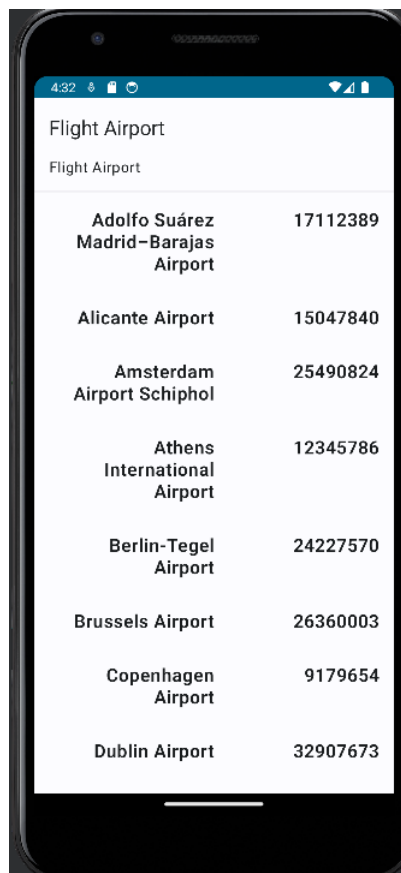 4:32
Flight Airport
Flight Airport
Adolfo Suárez 17112389
Madrid–Barajas
Airport
Alicante Airport 15047840
Amsterdam 25490824
Airport Schiphol
Athens 12345786
International
Airport
Berlin-Tegel 24227570
Airport
Brussels Airport 26360003
Copenhagen 9179654
Airport
Dublin Airport 32907673